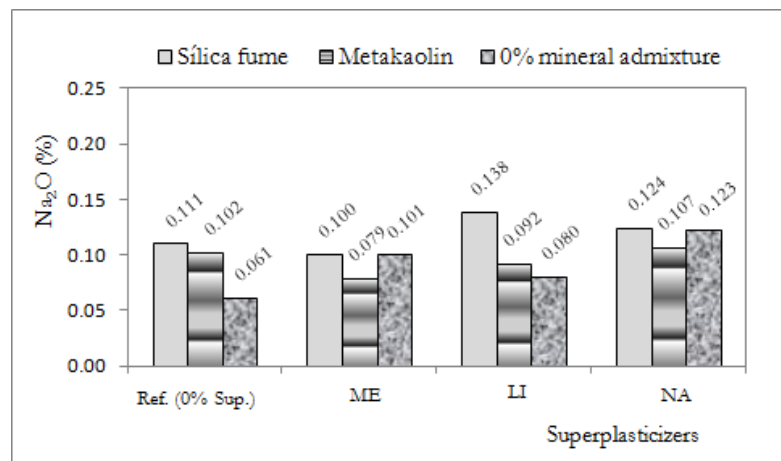 Sílica fume Metakaolin 0% mineral admixture
Na₂O (%)
0.25
0.20
0.15
0.10
0.05
0.00
0.111 0.102 0.061
0.100 0.079 0.101
0.138 0.092 0.080
0.124 0.107 0.123
Ref. (0% Sup.) ME LI NA
Superplasticizers